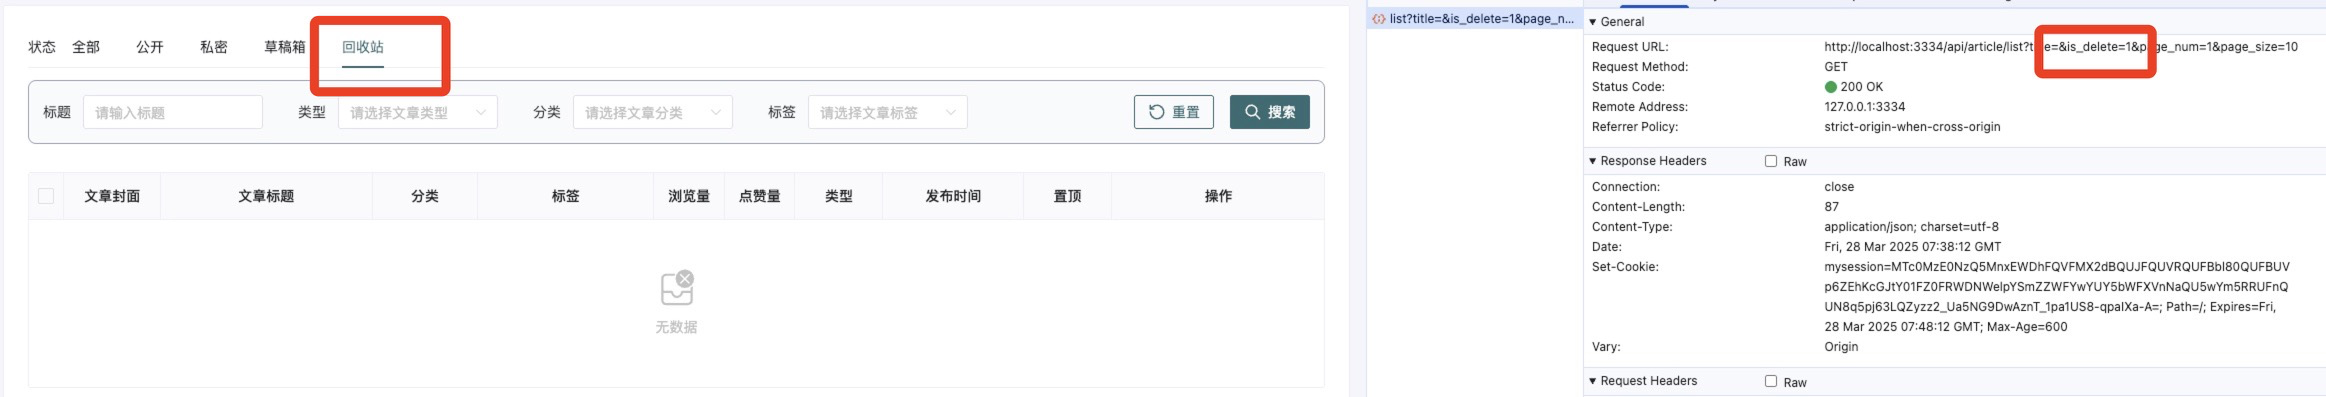 状态 全部 公开 私密 草稿箱 回收站
标题 请输入标题 类型 请选择文章类型 分类 请选择文章分类 标签 请选择文章标签 重置 搜索
文章封面 文章标题 分类 标签 浏览量 点赞量 类型 发布时间 置顶 操作
无数据
list?title=&is_delete=1&page_n...
General
Request URL: http://localhost:3334/api/article/list?title=&is_delete=1&page_num=1&page_size=10
Request Method: GET
Status Code: 200 OK
Remote Address: 127.0.0.1:3334
Referrer Policy: strict-origin-when-cross-origin
Response Headers Raw
Connection: close
Content-Length: 87
Content-Type: application/json; charset=utf-8
Date: Fri, 28 Mar 2025 07:38:12 GMT
Set-Cookie: mysession=MTc0MzE0NzQ5MnxEWDhFQVFMX2dBQUJFQUVRQUFBbl80QUFBUV
p6ZEhKcGJtY01FZ0FRWDNWelpYSmZZWFYwYUY5bWFXVnNaQU5wYm5RRUFnQ
UN8q5pj63LQZyzz2_Ua5NG9DwAznT_1pa1US8-qpaIXa-A=; Path=/; Expires=Fri,
28 Mar 2025 07:48:12 GMT; Max-Age=600
Vary: Origin
Request Headers Raw